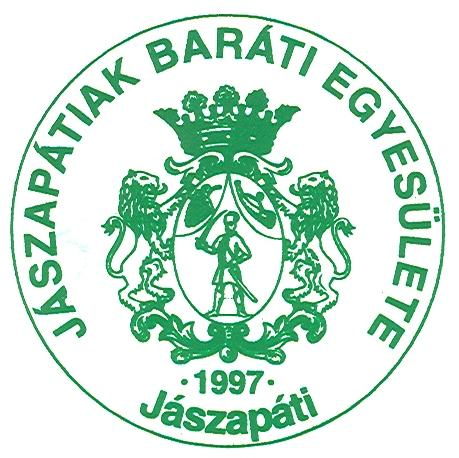 JÁSZAPÁTIAK BARÁTI EGYESÜLETE
· 1997 ·
Jászapáti